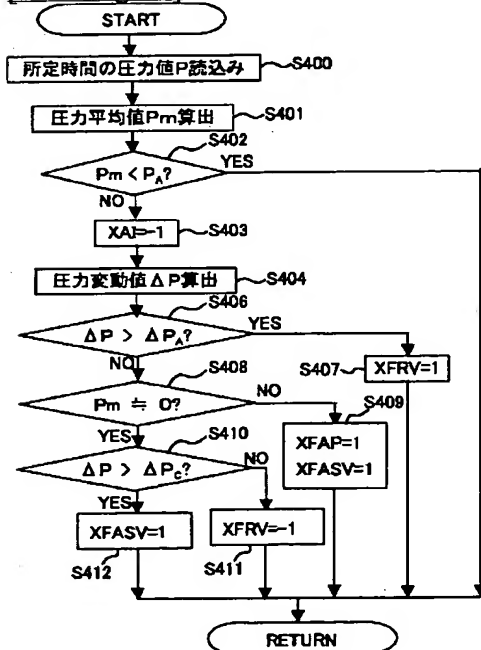 START
所定時間の圧力値P読込み
S400
圧力平均値Pm算出
S401
S402
Pm < PA?
YES
NO
XAI=-1
S403
圧力変動値ΔP算出
S404
S406
ΔP > ΔPA?
YES
NO
S407
XFRV=1
S408
Pm ≒ 0?
NO
S409
YES
XFAP=1
XFASV=1
S410
ΔP > ΔPC?
NO
YES
XFASV=1
XFRV=-1
S412
S411
RETURN